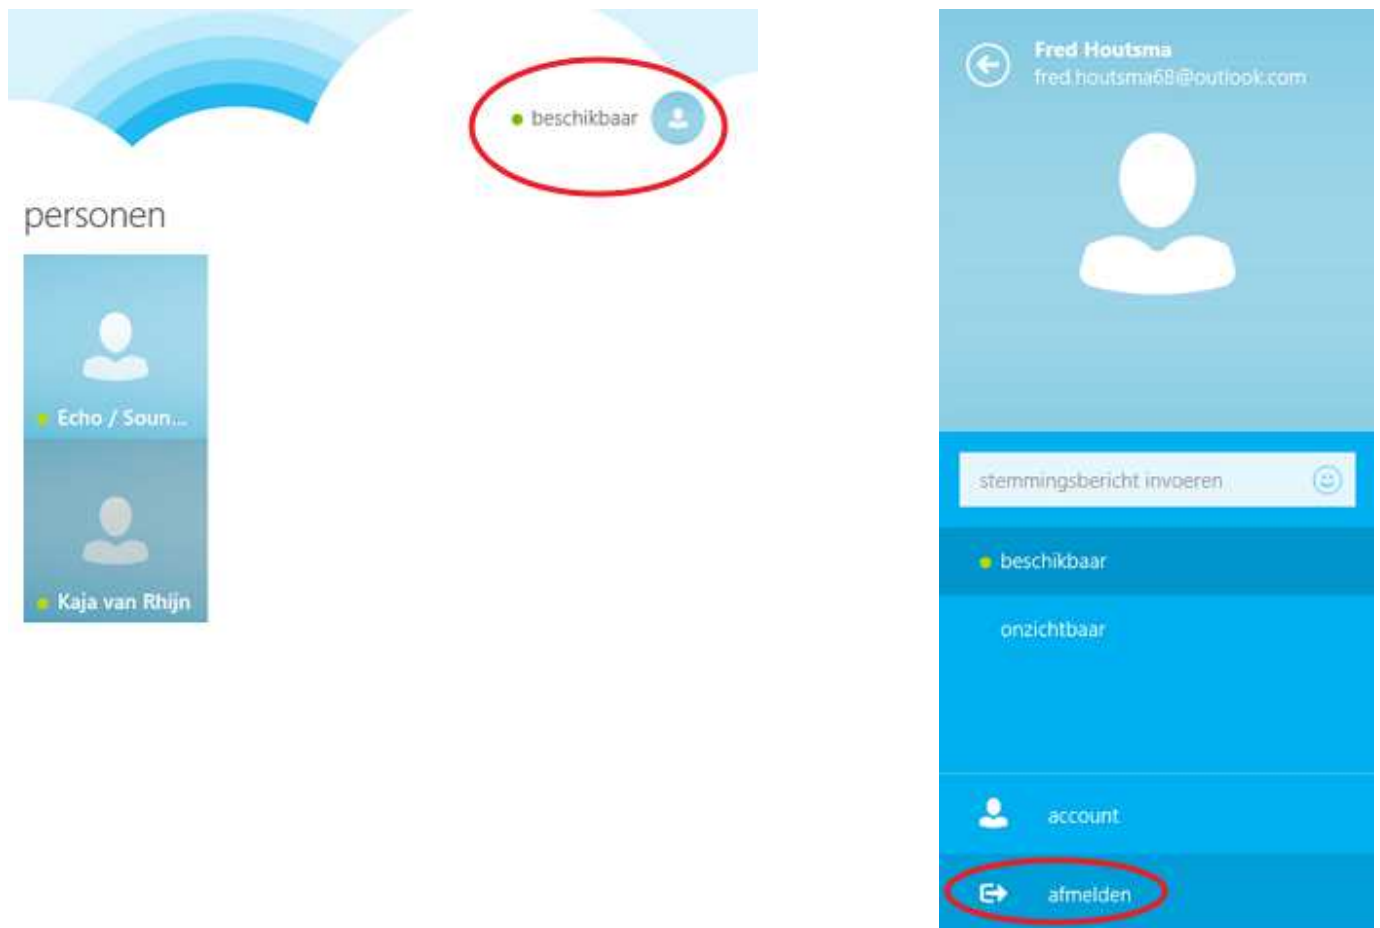 beschikbaar
personen
Echo / Soun...
Kaja van Rhijn
Fred Houtsma
fred.houtsma68@outlook.com
stemmingsbericht invoeren
beschikbaar
onzichtbaar
account
afmelden